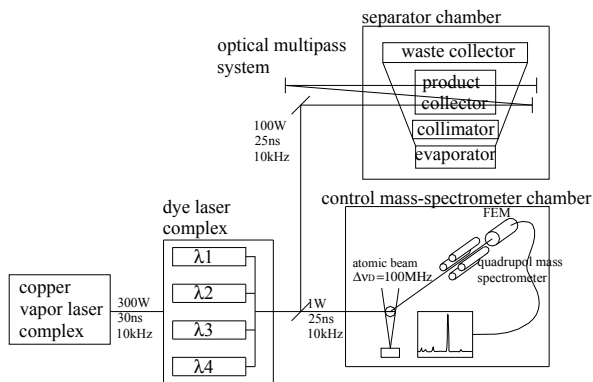 separator chamber
optical multipass
system
waste collector
product
collector
collimator
evaporator
100W
25ns
10kHz
control mass-spectrometer chamber
FEM
dye laser
complex
λ1
λ2
λ3
λ4
atomic beam
ΔνD=100MHz
quadrupol mass
spectrometer
copper
vapor laser
complex
300W
30ns
10kHz
1W
25ns
10kHz